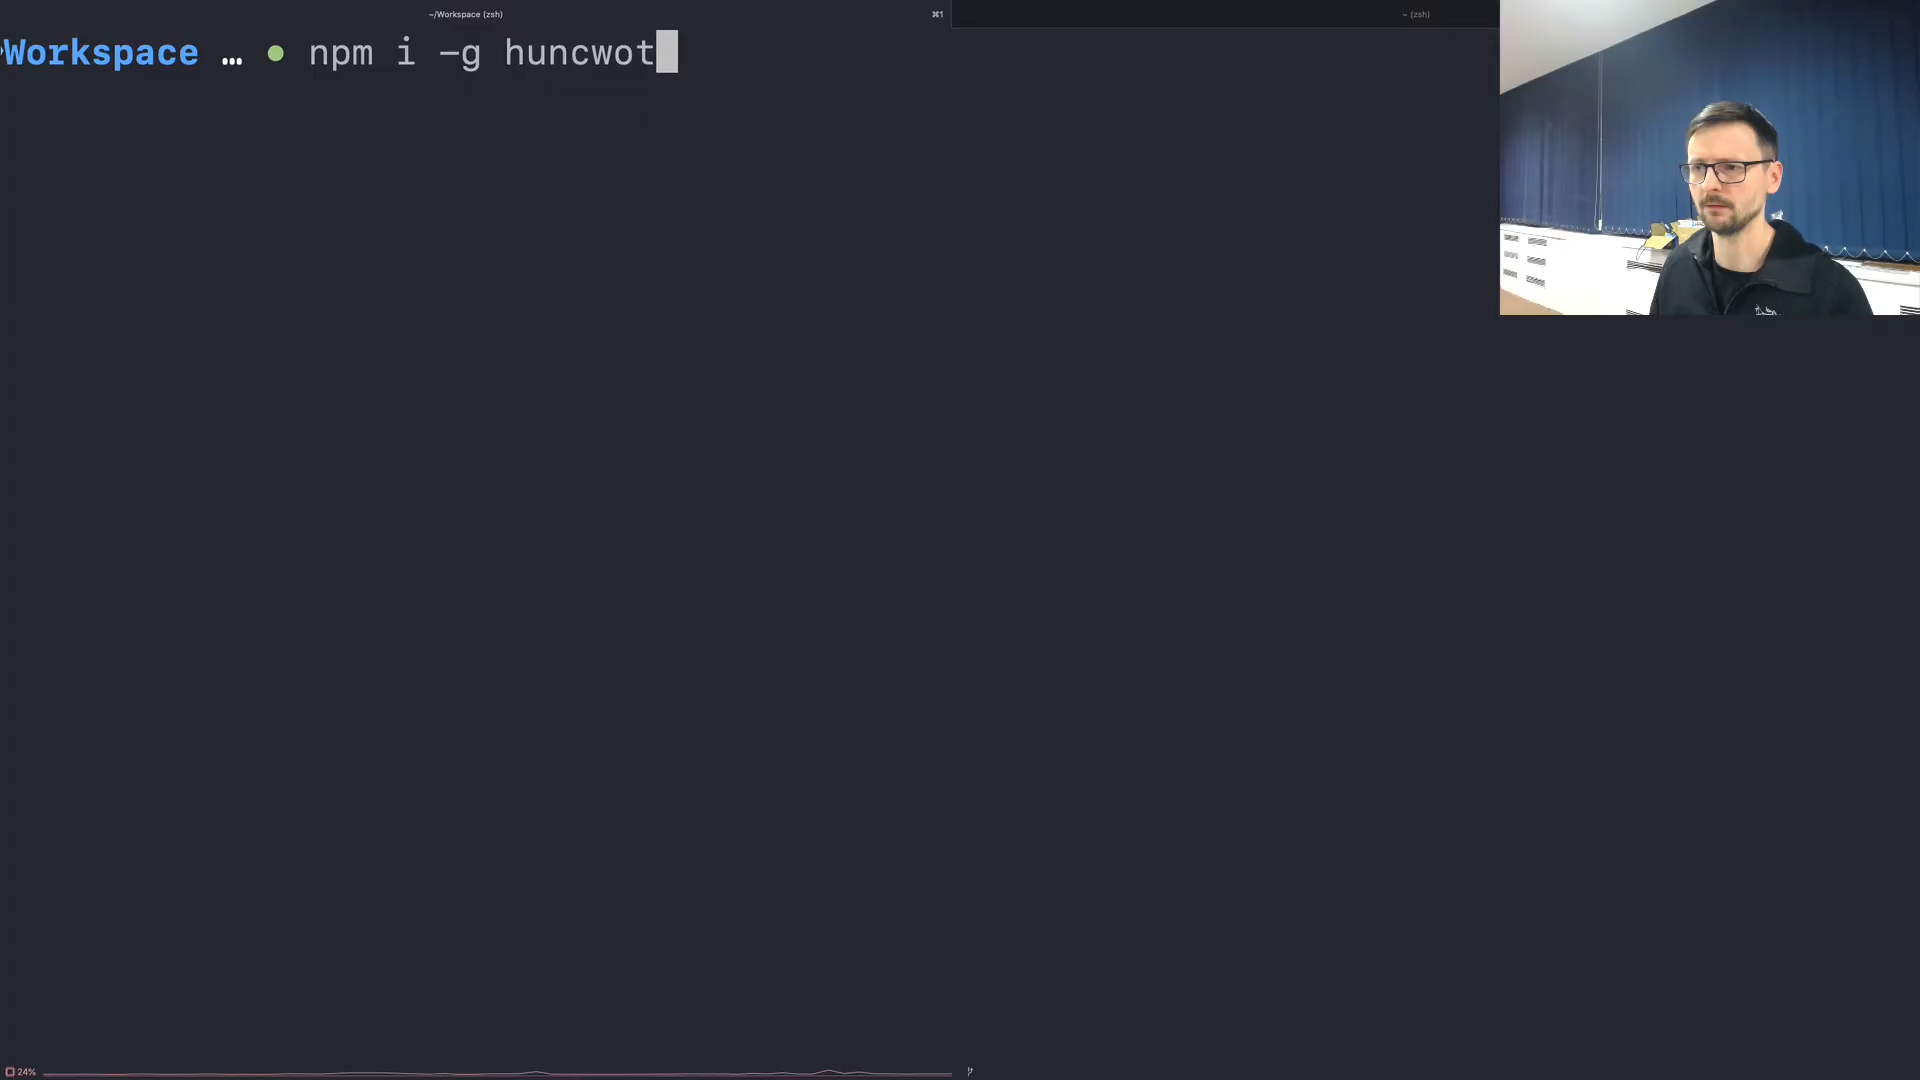 ~/Workspace (zsh)
⌘1
~ (zsh)
Workspace … ● npm i -g huncwot
24%